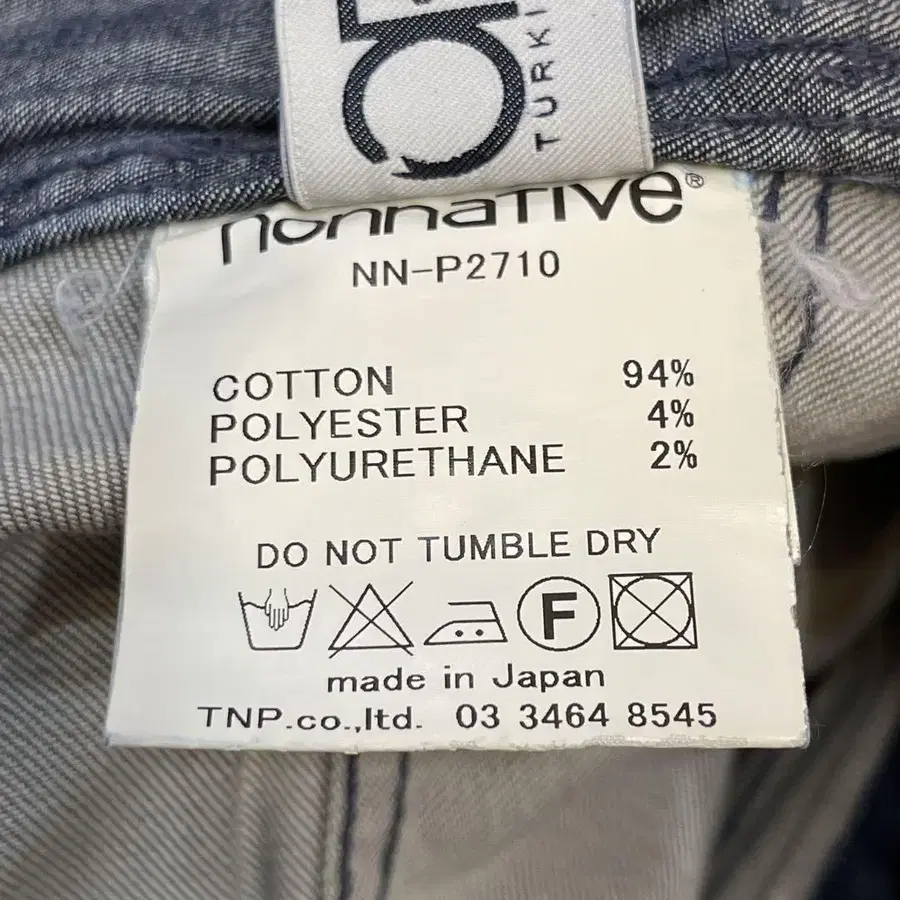 TURKI
nonnative®
NN-P2710
COTTON 94%
POLYESTER 4%
POLYURETHANE 2%
DO NOT TUMBLE DRY
F
made in Japan
TNP.co.,ltd. 03 3464 8545